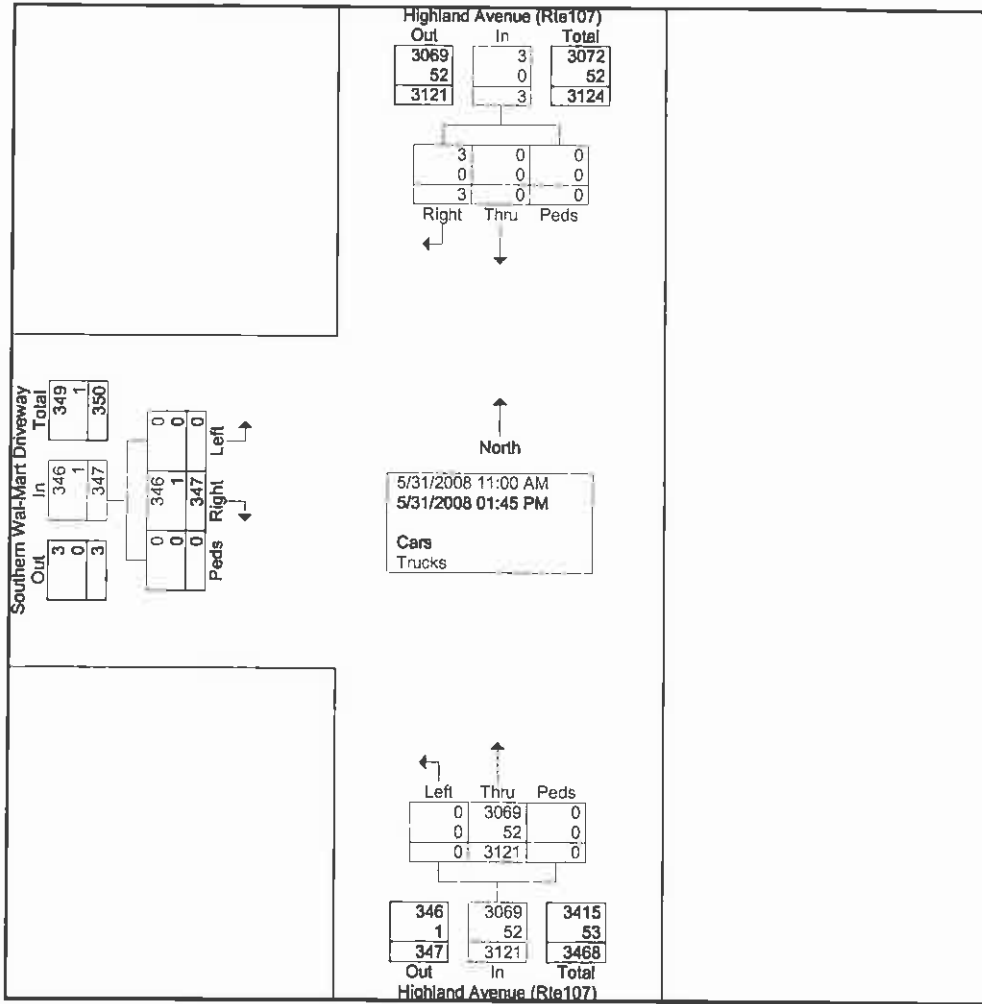 Highland Avenue (Rte107)
Out In Total
3069 3 3072
52 0 52
3121 3 3124
3 0 0
0 0 0
3 0 0
Right Thru Peds
Southern Wal-Mart Driveway
Out In Total
3 346 349
0 1 1
3 347 350
Peds Right Left
0 346 0
0 1 0
0 347 0
North
5/31/2008 11:00 AM
5/31/2008 01:45 PM
Cars
Trucks
Left Thru Peds
0 3069 0
0 52 0
0 3121 0
346 3069 3415
1 52 53
347 3121 3468
Out In Total
Highland Avenue (Rte107)